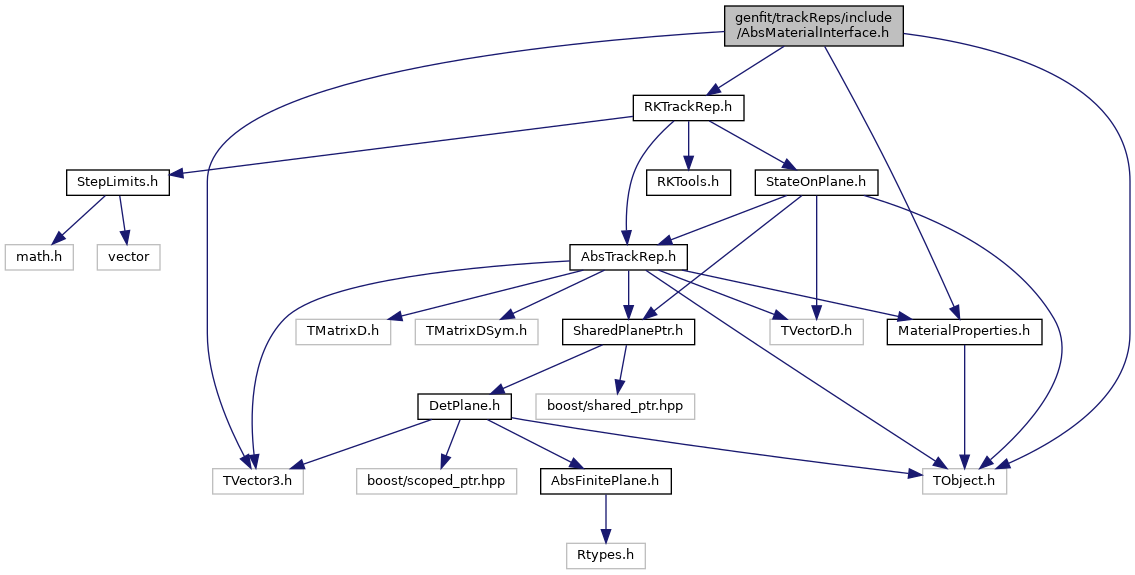 genfit/trackReps/include
/AbsMaterialInterface.h
RKTrackRep.h
StepLimits.h
RKTools.h
StateOnPlane.h
math.h
vector
AbsTrackRep.h
TMatrixD.h
TMatrixDSym.h
SharedPlanePtr.h
TVectorD.h
MaterialProperties.h
DetPlane.h
boost/shared_ptr.hpp
TVector3.h
boost/scoped_ptr.hpp
AbsFinitePlane.h
TObject.h
Rtypes.h